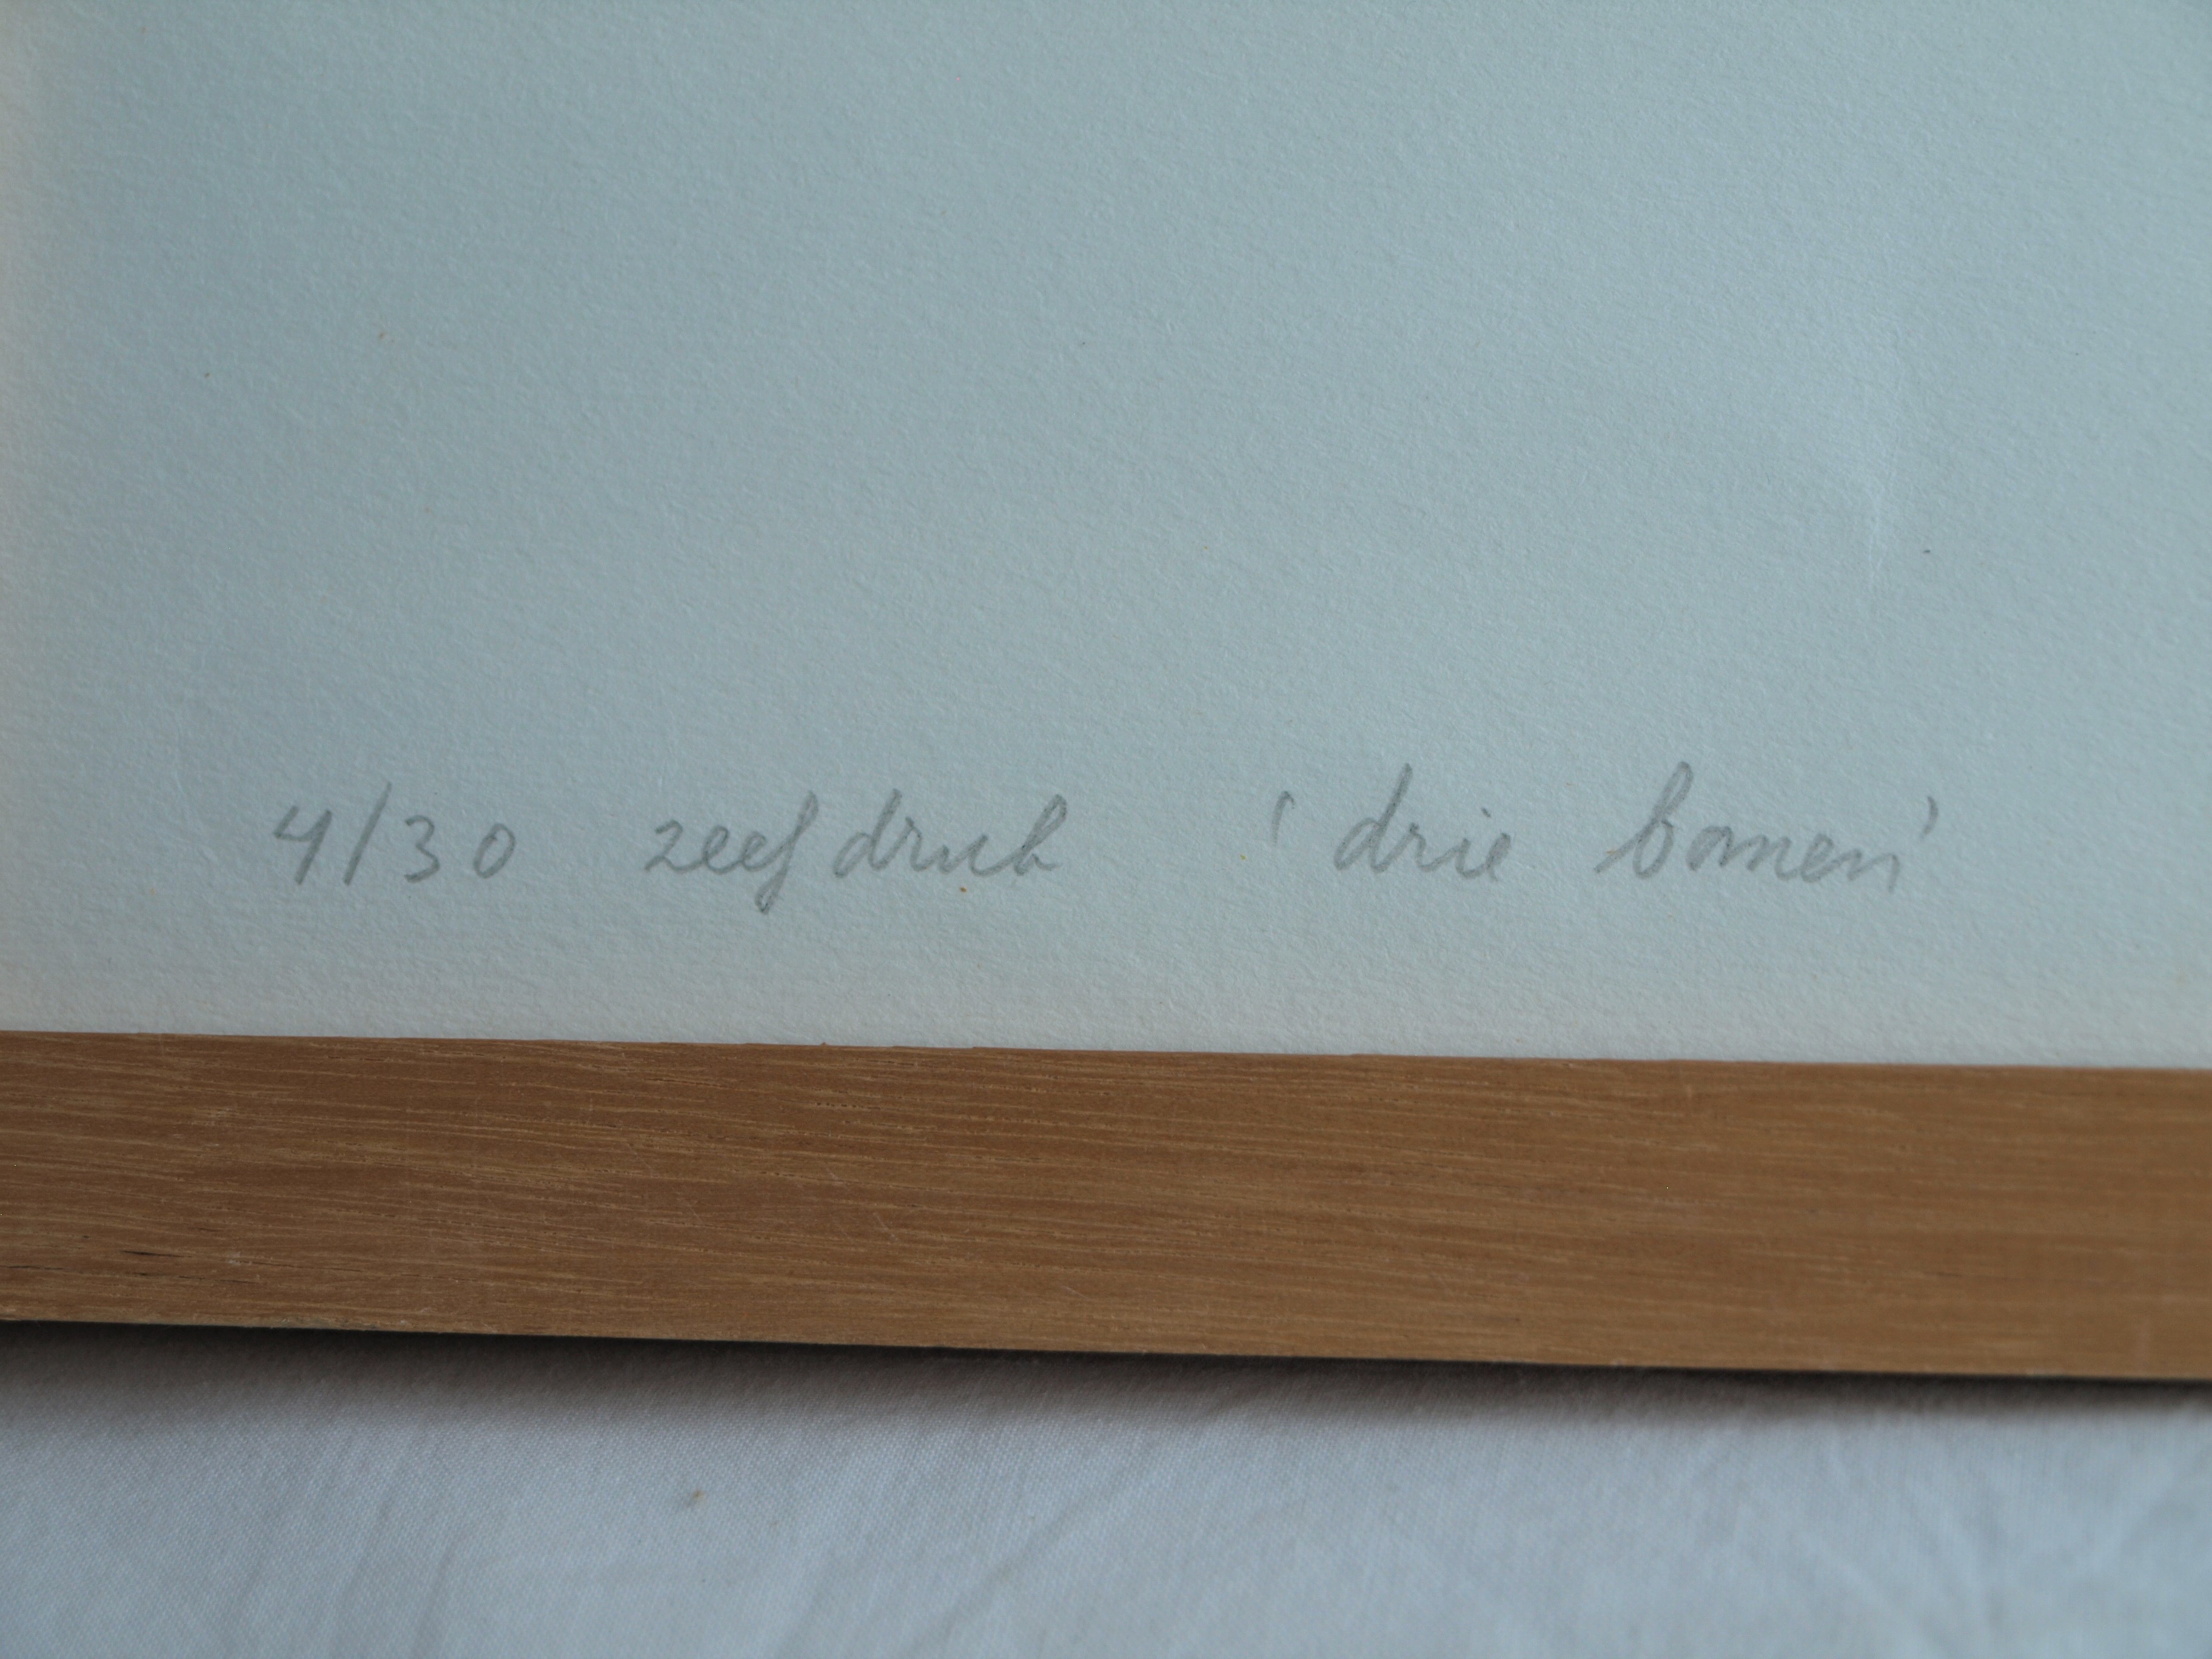 4/30 zeefdruk 'drie bomen'